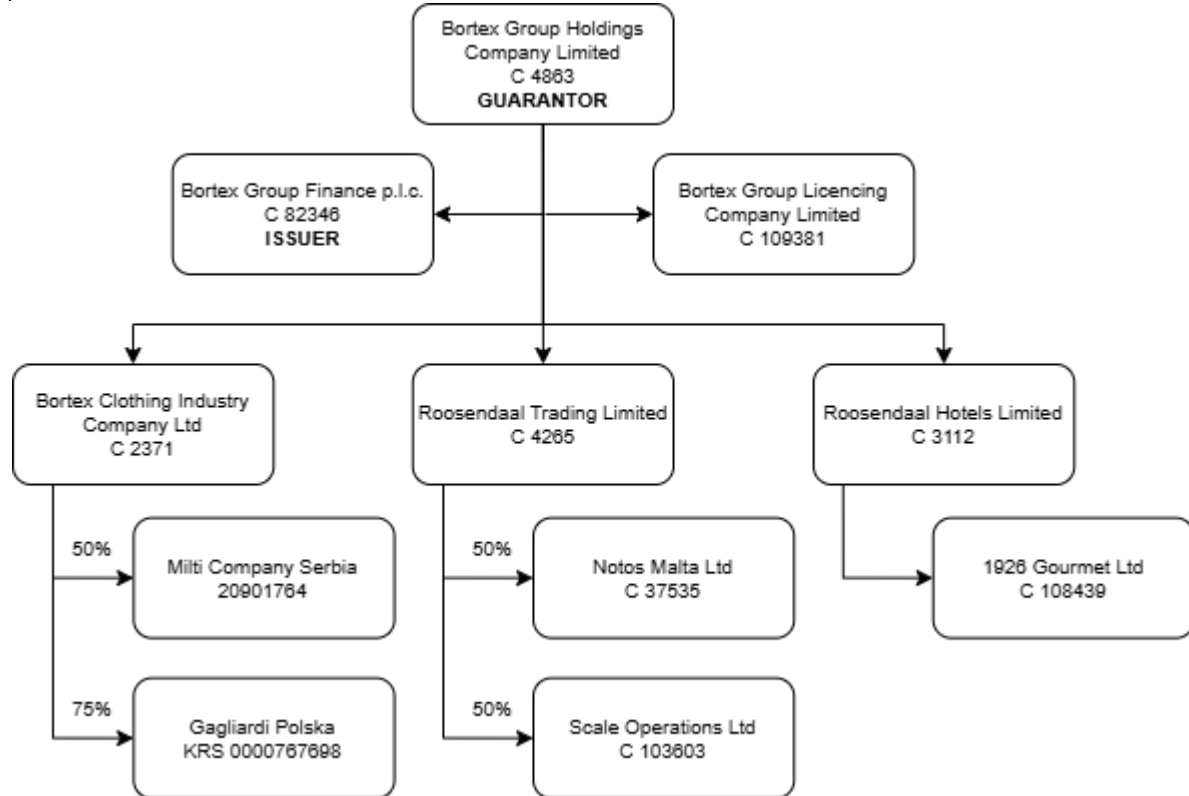 Bortex Group Holdings
Company Limited
C 4863
GUARANTOR
Bortex Group Finance p.l.c.
C 82346
ISSUER
Bortex Group Licencing
Company Limited
C 109381
Bortex Clothing Industry
Company Ltd
C 2371
Roosendaal Trading Limited
C 4265
Roosendaal Hotels Limited
C 3112
50%
Milti Company Serbia
20901764
50%
Notos Malta Ltd
C 37535
1926 Gourmet Ltd
C 108439
75%
Gagliardi Polska
KRS 0000767698
50%
Scale Operations Ltd
C 103603